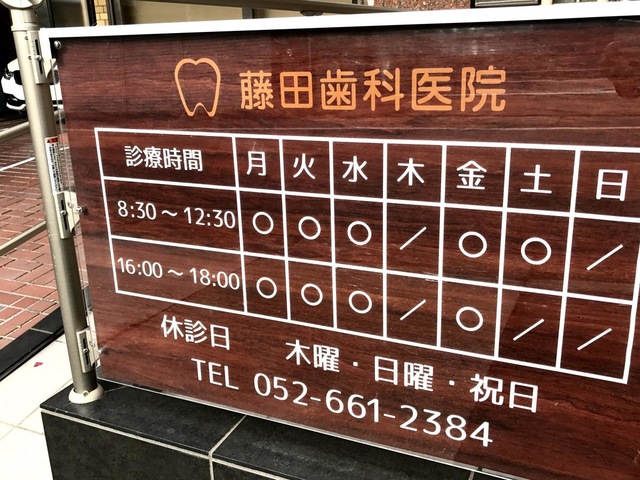 藤田歯科医院
診療時間 月 火 水 木 金 土 日
8:30～12:30 ○ ○ ○ ／ ○ ○ ／
16:00～18:00 ○ ○ ○ ／ ○ ／ ／
休診日 木曜・日曜・祝日
TEL 052-661-2384